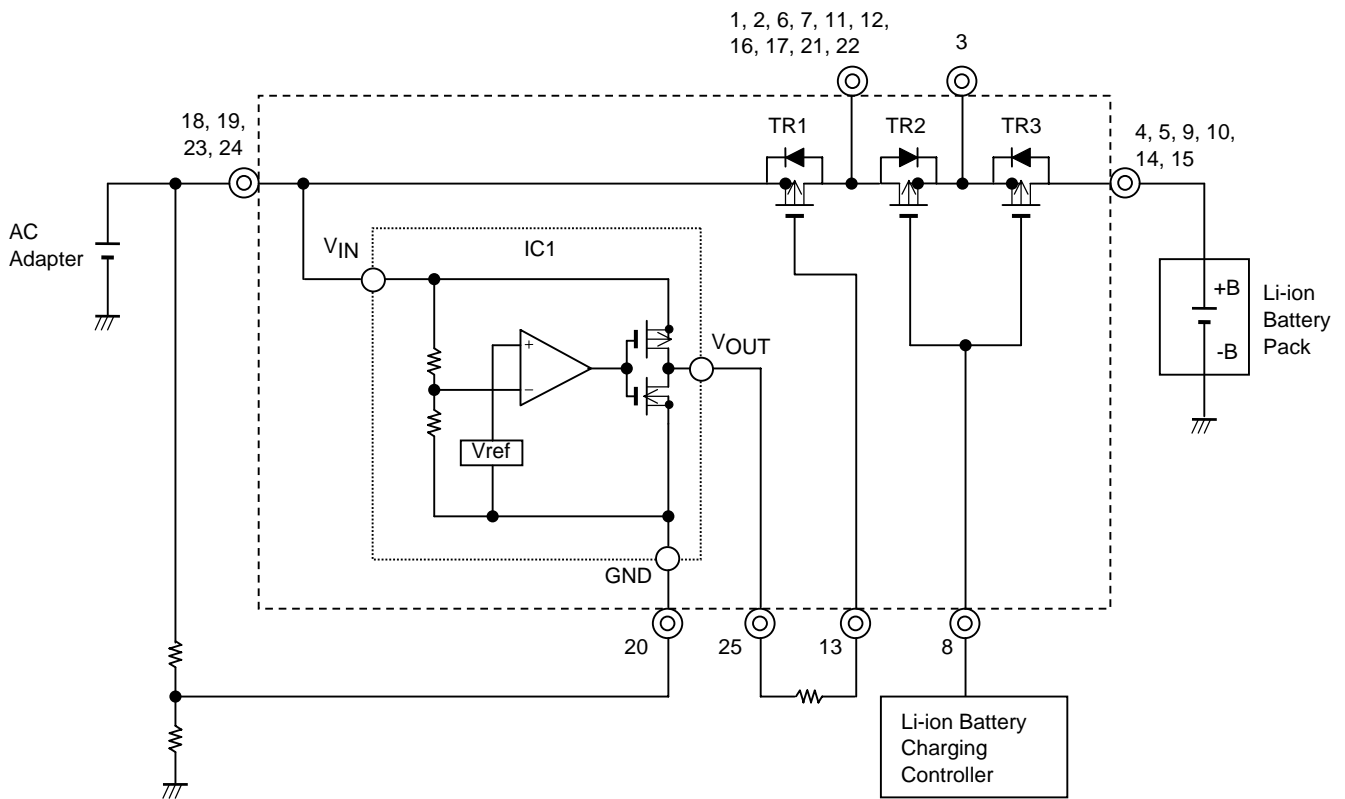 1, 2, 6, 7, 11, 12,
16, 17, 21, 22
3
18, 19,
23, 24
TR1
TR2
TR3
4, 5, 9, 10,
14, 15
AC
Adapter
VIN
IC1
+
−
Vref
VOUT
+B
-B
Li-ion
Battery
Pack
GND
20
25
13
8
Li-ion Battery
Charging
Controller